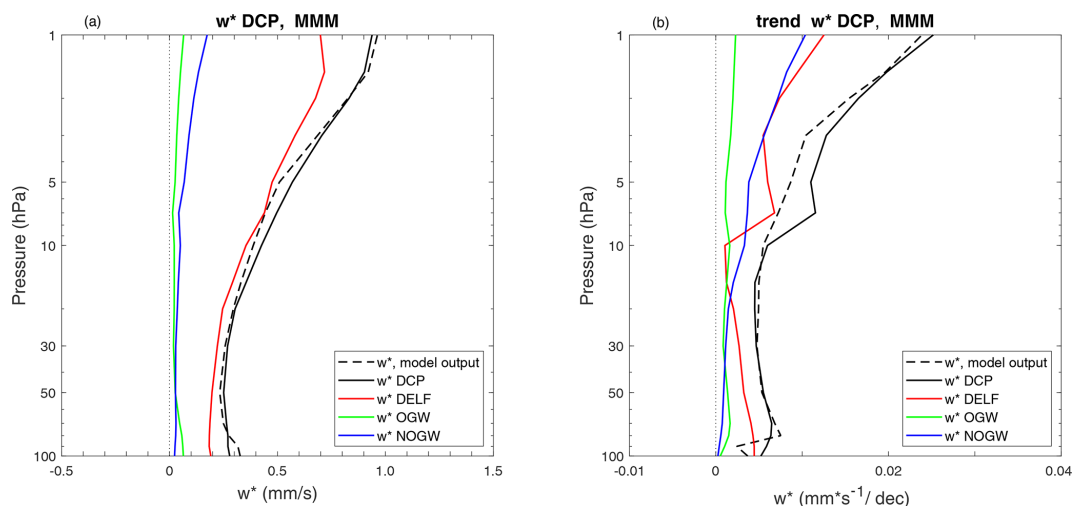 (a)
w* DCP, MMM
1
5
10
30
50
100
Pressure (hPa)
-0.5
0
0.5
1.0
1.5
w* (mm/s)
w*, model output
w* DCP
w* DELF
w* OGW
w* NOGW
(b)
trend w* DCP, MMM
1
5
10
30
50
100
Pressure (hPa)
-0.01
0
0.02
0.04
w* (mm*s⁻¹/ dec)
w*, model output
w* DCP
w* DELF
w* OGW
w* NOGW